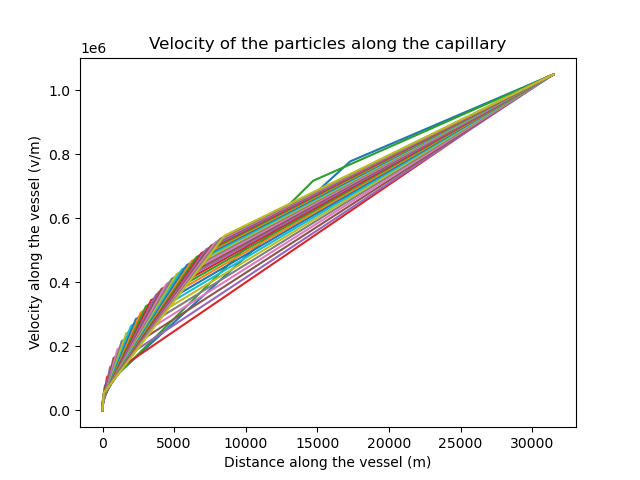 Velocity of the particles along the capillary
1e6
1.0
0.8
0.6
0.4
0.2
0.0
Velocity along the vessel (v/m)
0 5000 10000 15000 20000 25000 30000
Distance along the vessel (m)